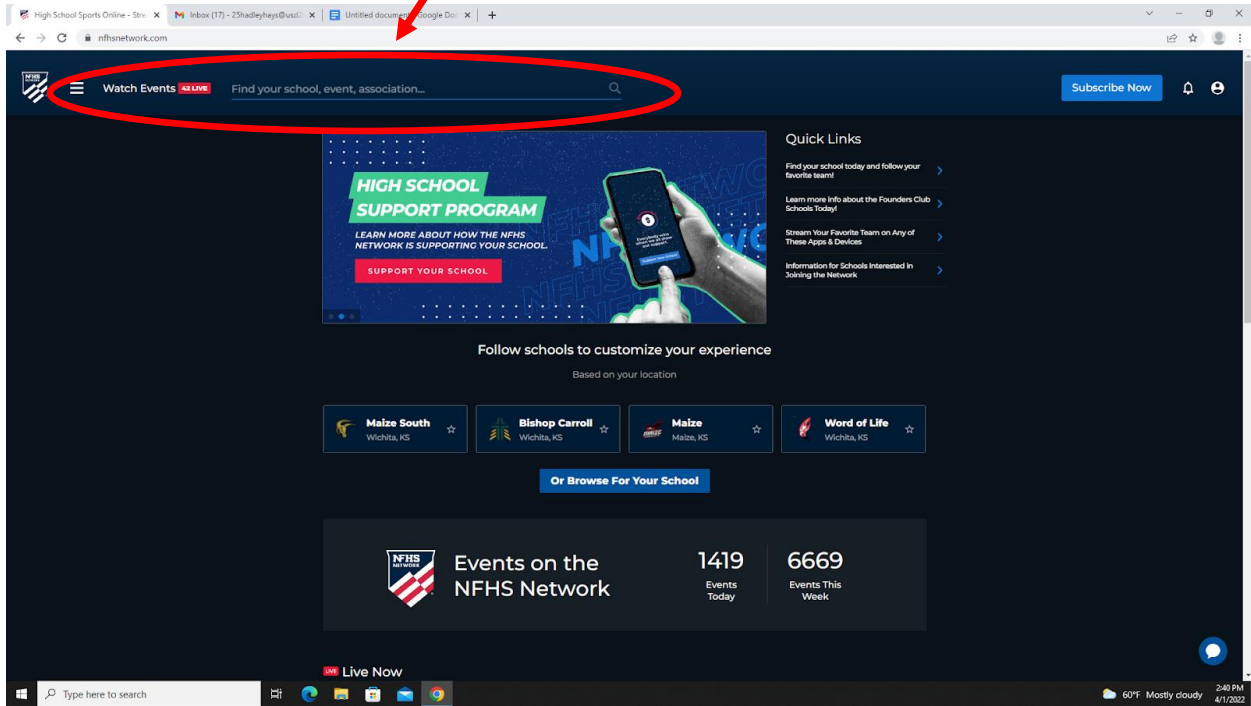 High School Sports Online - Stre
Inbox (17) - 25hadleyhays@usd2
Untitled document Google Doc
nfhsnetwork.com
NFHS
NETWORK
Watch Events 42 LIVE
Find your school, event, association...
Subscribe Now
HIGH SCHOOL
SUPPORT PROGRAM
LEARN MORE ABOUT HOW THE NFHS
NETWORK IS SUPPORTING YOUR SCHOOL.
SUPPORT YOUR SCHOOL
Quick Links
Find your school today and follow your
favorite team!
Learn more info about the Founders Club
Schools Today!
Stream Your Favorite Team on Any of
These Apps & Devices
Information for Schools Interested in
Joining the Network
Follow schools to customize your experience
Based on your location
Maize South
Wichita, KS
Bishop Carroll
Wichita, KS
Maize
Maize, KS
Word of Life
Wichita, KS
Or Browse For Your School
NFHS
NETWORK
Events on the
NFHS Network
1419
Events
Today
6669
Events This
Week
LIVE Live Now
Type here to search
60°F Mostly cloudy
2:40 PM
4/1/2022